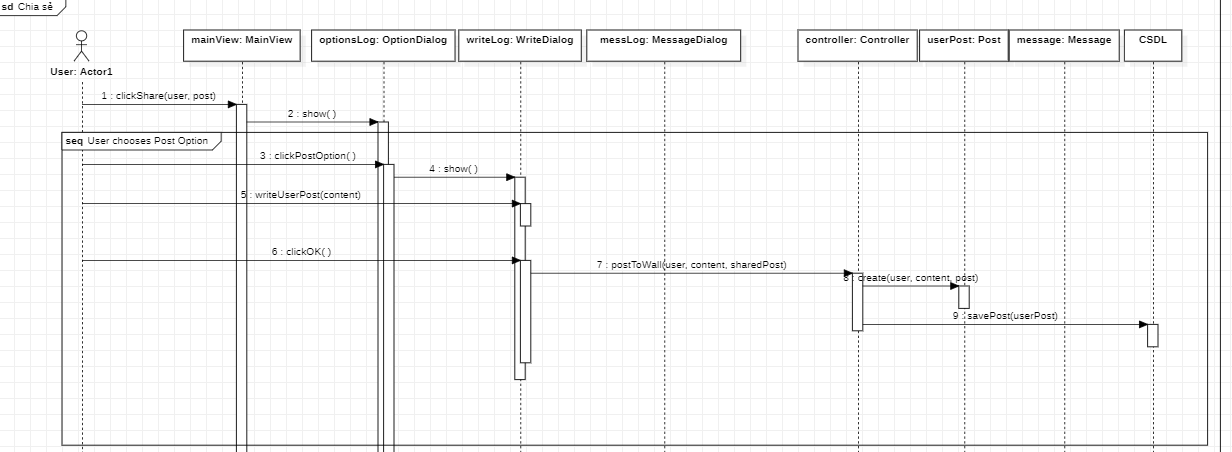 sd Chia sẻ
mainView: MainView
optionsLog: OptionDialog
writeLog: WriteDialog
messLog: MessageDialog
controller: Controller
userPost: Post
message: Message
CSDL
User: Actor1
1 : clickShare(user, post)
2 : show( )
seq User chooses Post Option
3 : clickPostOption( )
4 : show( )
5 : writeUserPost(content)
6 : clickOK( )
7 : postToWall(user, content, sharedPost)
8 : create(user, content, post)
9 : savePost(userPost)